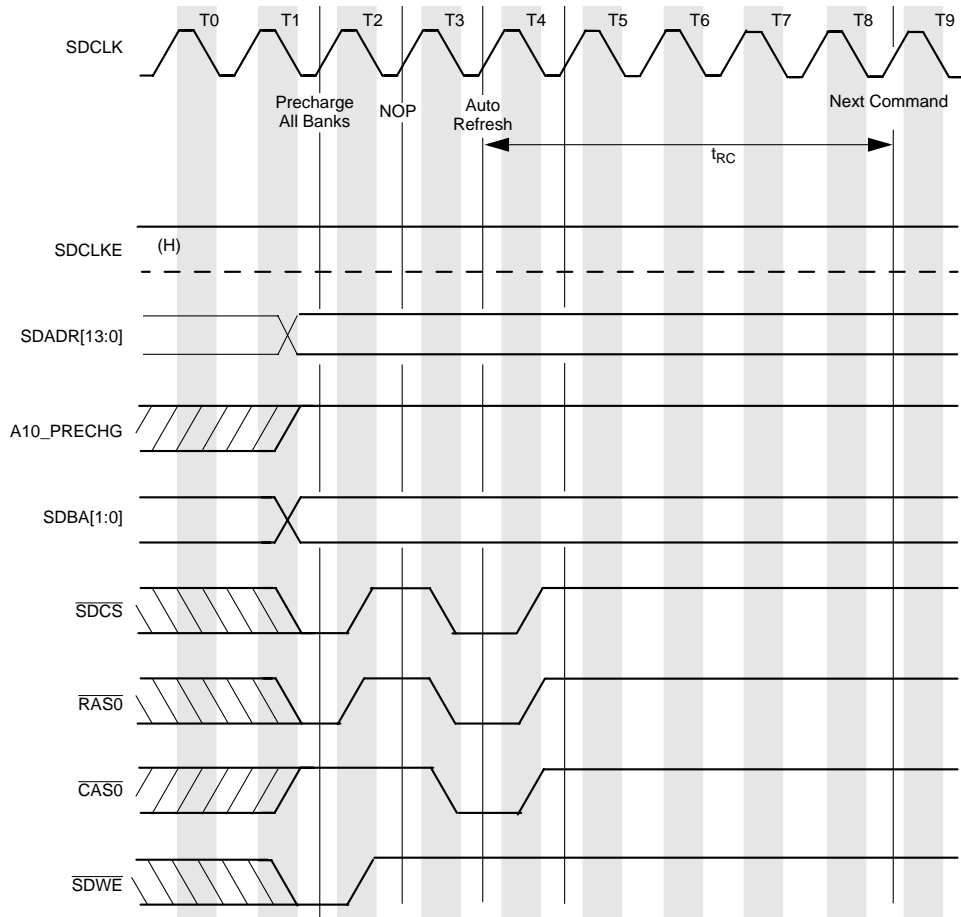 T0 T1 T2 T3 T4 T5 T6 T7 T8 T9
SDCLK
Precharge
All Banks
NOP
Auto
Refresh
Next Command
tRC
SDCLKE
(H)
SDADR[13:0]
A10_PRECHG
SDBA[1:0]
SDCS
RAS0
CAS0
SDWE